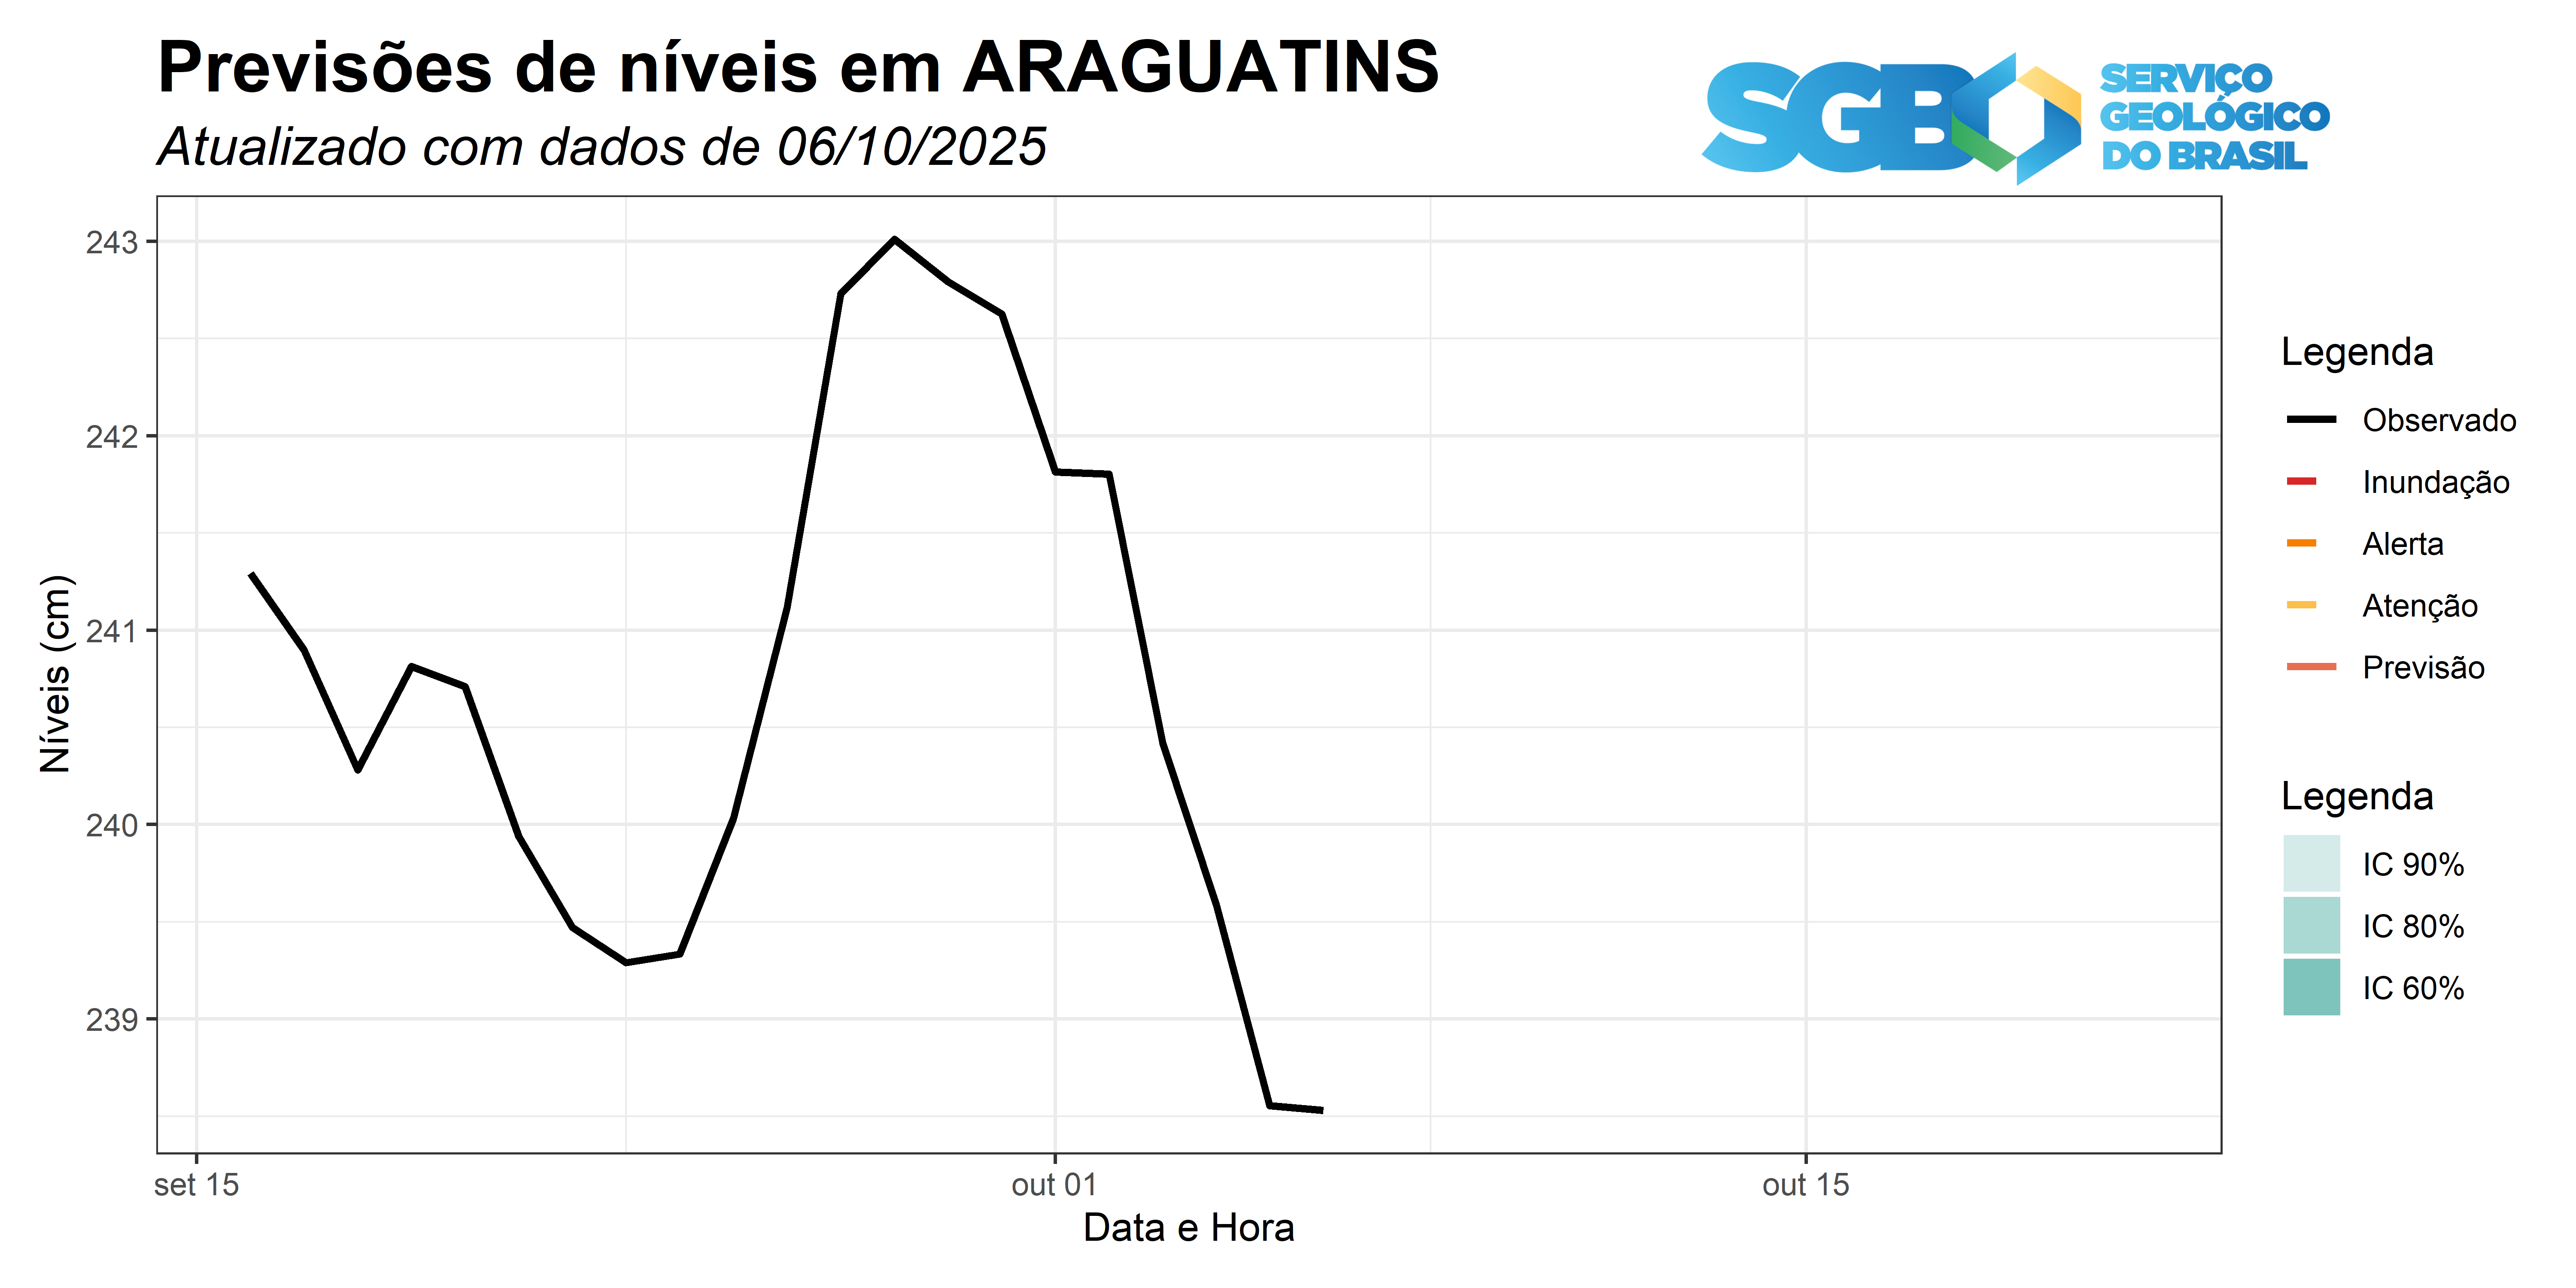 Previsões de níveis em ARAGUATINS
Atualizado com dados de 06/10/2025
SGB
SERVIÇO
GEOLÓGICO
DO BRASIL
Níveis (cm)
243
242
241
240
239
set 15
out 01
out 15
Data e Hora
Legenda
Observado
Inundação
Alerta
Atenção
Previsão
Legenda
IC 90%
IC 80%
IC 60%